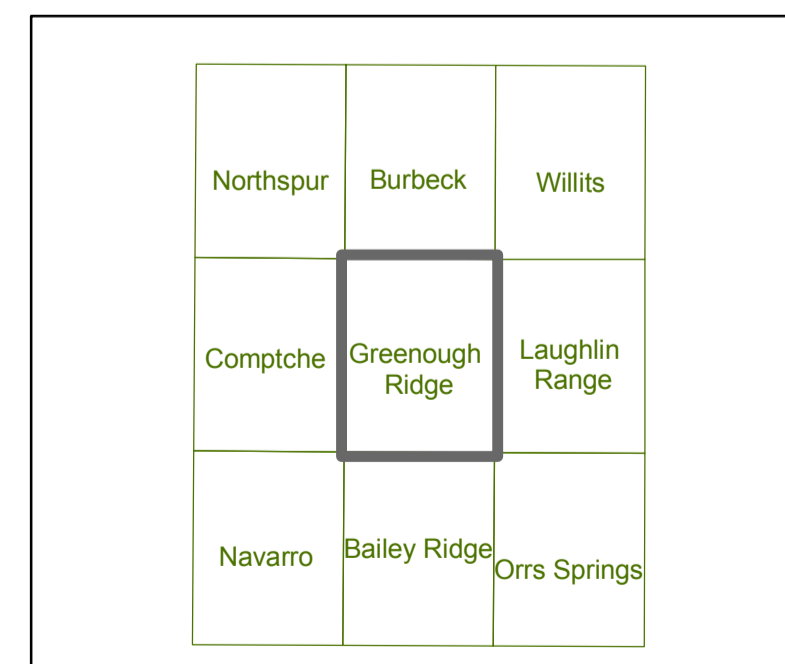 Northspur
Burbeck
Willits
Comptche
Greenough
Ridge
Laughlin
Range
Navarro
Bailey Ridge
Orrs Springs